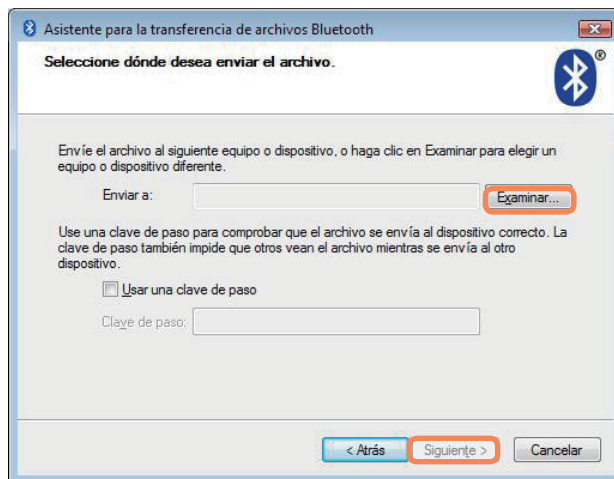 Asistente para la transferencia de archivos Bluetooth
Seleccione dónde desea enviar el archivo.
®
Envíe el archivo al siguiente equipo o dispositivo, o haga clic en Examinar para elegir un
equipo o dispositivo diferente.
Enviar a:
Examinar...
Use una clave de paso para comprobar que el archivo se envía al dispositivo correcto. La
clave de paso también impide que otros vean el archivo mientras se envía al otro
dispositivo.
Usar una clave de paso
Clave de paso:
< Atrás
Siguiente >
Cancelar